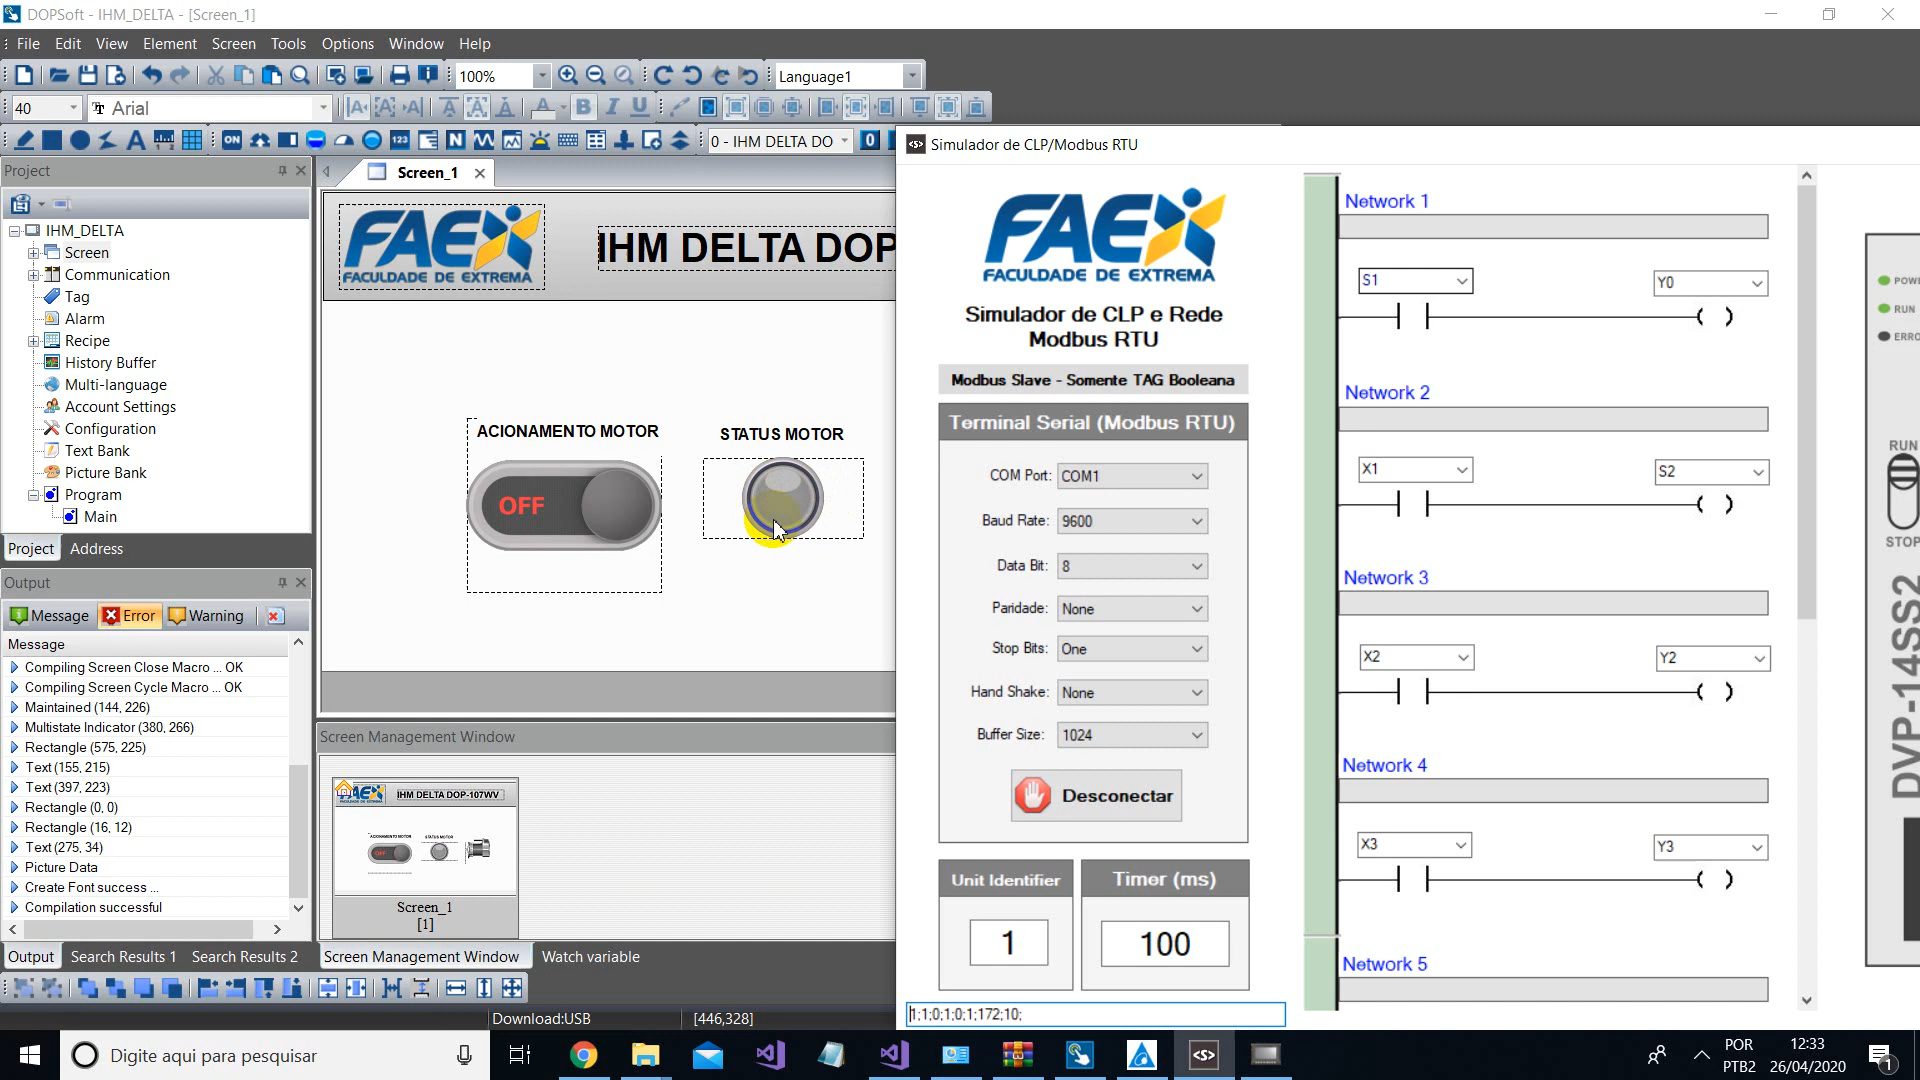 DOPSoft - IHM_DELTA - [Screen_1]
File Edit View Element Screen Tools Options Window Help
100% Language1
40 Arial
0 - IHM DELTA DO
Project
Screen_1
IHM_DELTA
Screen
Communication
Tag
Alarm
Recipe
History Buffer
Multi-language
Account Settings
Configuration
Text Bank
Picture Bank
Program
Main
Project Address
Output
Message Error Warning
Message
Compiling Screen Close Macro ... OK
Compiling Screen Cycle Macro ... OK
Maintained (144, 226)
Multistate Indicator (380, 266)
Rectangle (575, 225)
Text (155, 215)
Text (397, 223)
Rectangle (0, 0)
Rectangle (16, 12)
Text (275, 34)
Picture Data
Create Font success ...
Compilation successful
Output Search Results 1 Search Results 2
FAEX
FACULDADE DE EXTREMA
IHM DELTA DOP
ACIONAMENTO MOTOR
STATUS MOTOR
OFF
Screen Management Window
IHM DELTA DOP-107WV
ACIONAMENTO MOTOR
STATUS MOTOR
OFF
Screen_1
[1]
Screen Management Window Watch variable
Download:USB [446,328]
Simulador de CLP/Modbus RTU
FAEX
FACULDADE DE EXTREMA
Simulador de CLP e Rede
Modbus RTU
Modbus Slave - Somente TAG Booleana
Terminal Serial (Modbus RTU)
COM Port: COM1
Baud Rate: 9600
Data Bit: 8
Paridade: None
Stop Bits: One
Hand Shake: None
Buffer Size: 1024
Desconectar
Unit Identifier
1
Timer (ms)
100
1;1;0;1;0;1;172;10;
Network 1
S1 Y0
Network 2
X1 S2
Network 3
X2 Y2
Network 4
X3 Y3
Network 5
POWE
RUN
ERRO
RUN
STOP
DVP-14SS2
Digite aqui para pesquisar
POR
PTB2
12:33
26/04/2020
1